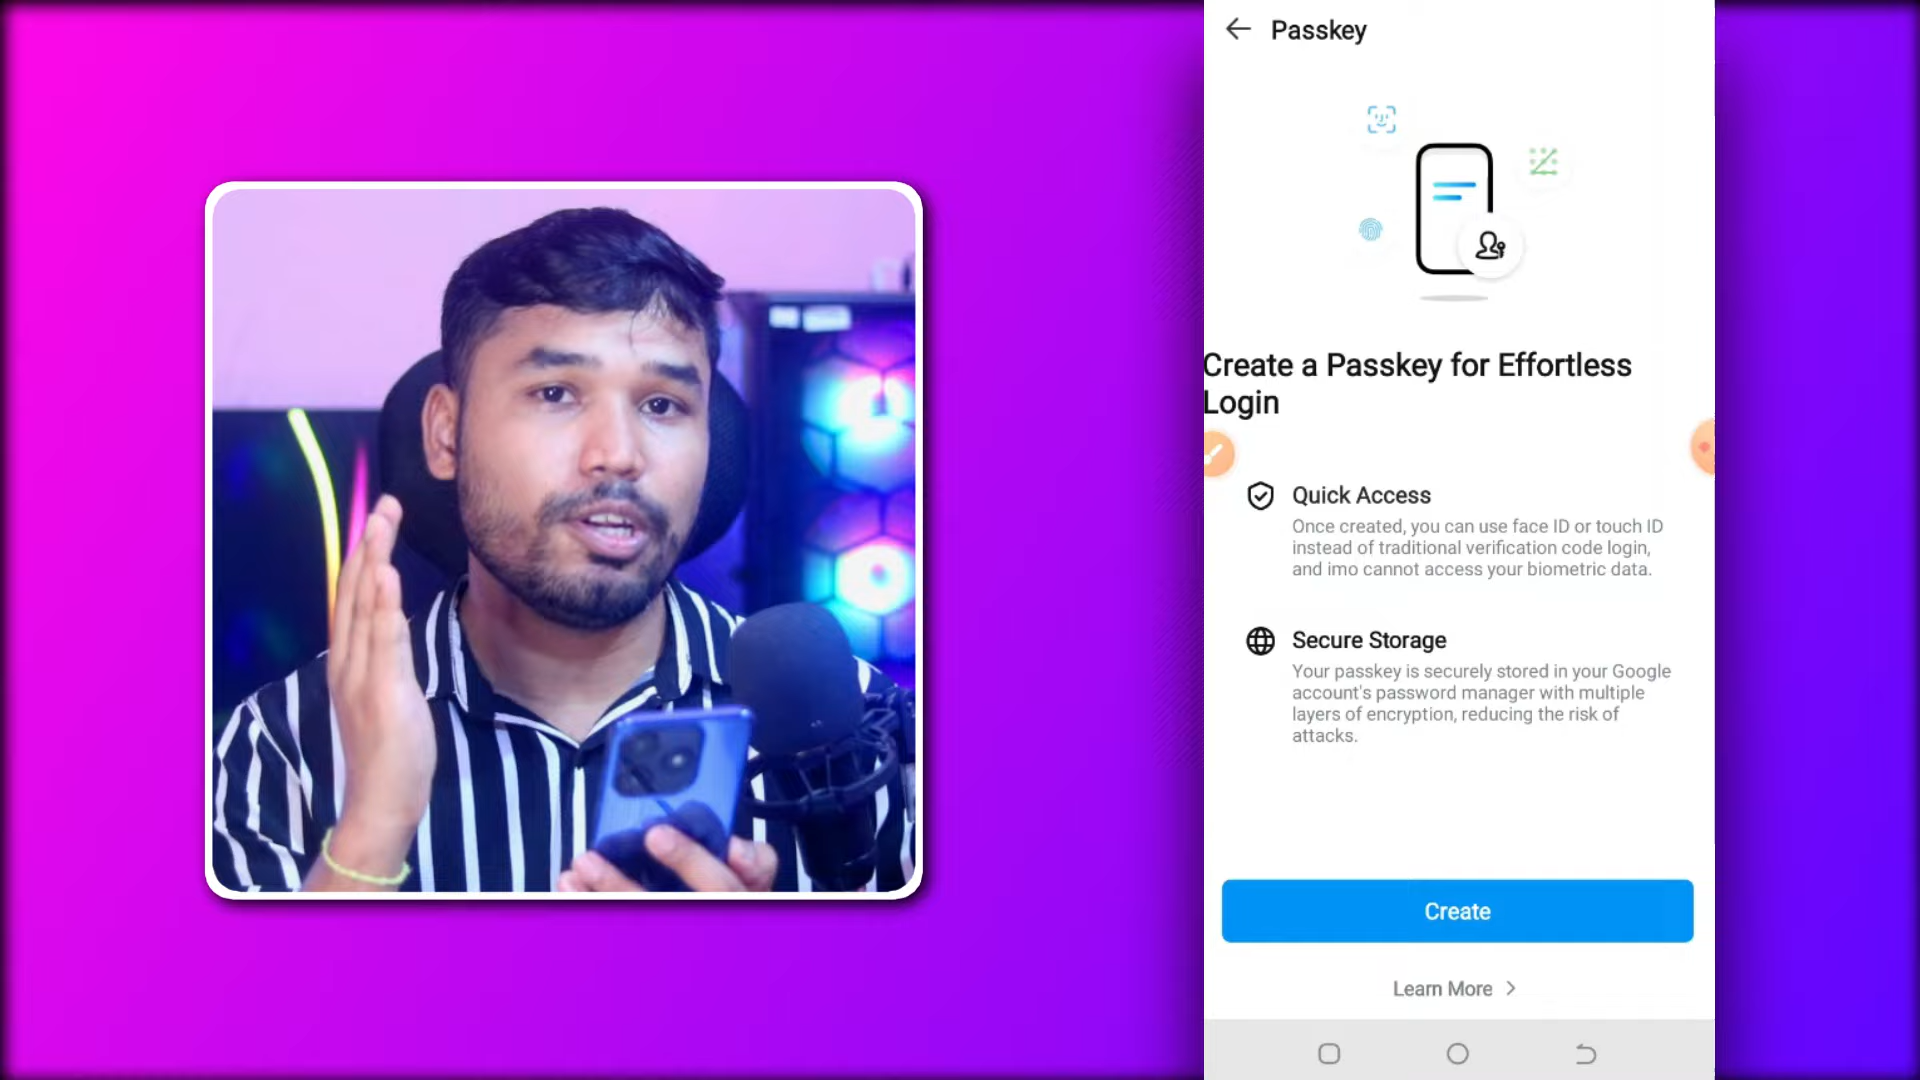 Passkey
Create a Passkey for Effortless
Login
Quick Access
Once created, you can use face ID or touch ID
instead of traditional verification code login,
and imo cannot access your biometric data.
Secure Storage
Your passkey is securely stored in your Google
account's password manager with multiple
layers of encryption, reducing the risk of
attacks.
Create
Learn More